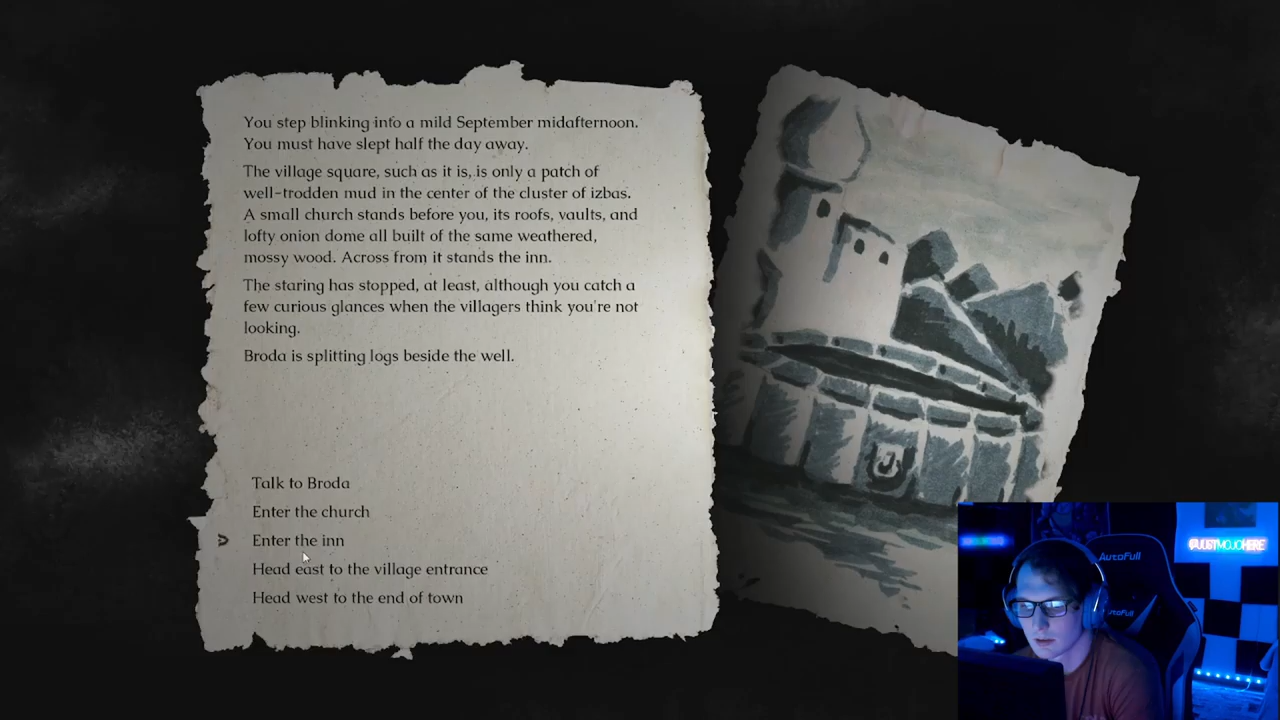 You step blinking into a mild September midafternoon.
You must have slept half the day away.
The village square, such as it is, is only a patch of
well-trodden mud in the center of the cluster of izbas.
A small church stands before you, its roofs, vaults, and
lofty onion dome all built of the same weathered,
mossy wood. Across from it stands the inn.
The staring has stopped, at least, although you catch a
few curious glances when the villagers think you're not
looking.
Broda is splitting logs beside the well.
Talk to Broda
Enter the church
Enter the inn
Head east to the village entrance
Head west to the end of town
AutoFull